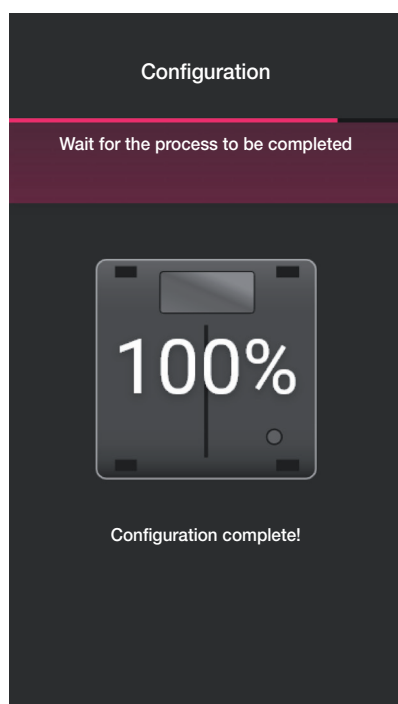 Configuration
Wait for the process to be completed
100%
Configuration complete!